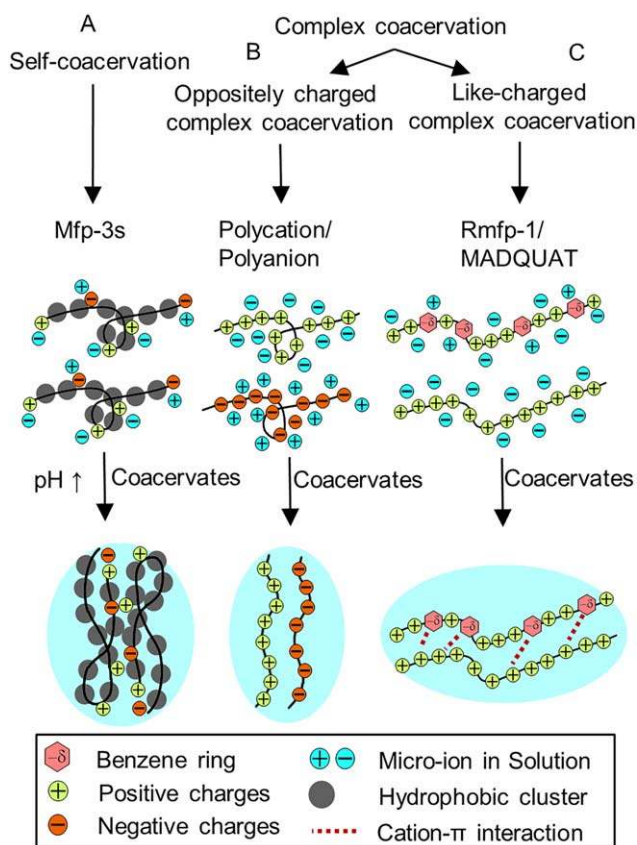 A
Self-coacervation
Complex coacervation
B
C
Oppositely charged
complex coacervation
Like-charged
complex coacervation
Mfp-3s
Polycation/
Polyanion
Rmfp-1/
MADQUAT
pH ↑
Coacervates
Coacervates
Coacervates
-δ Benzene ring
+ Positive charges
− Negative charges
+ − Micro-ion in Solution
Hydrophobic cluster
Cation-π interaction